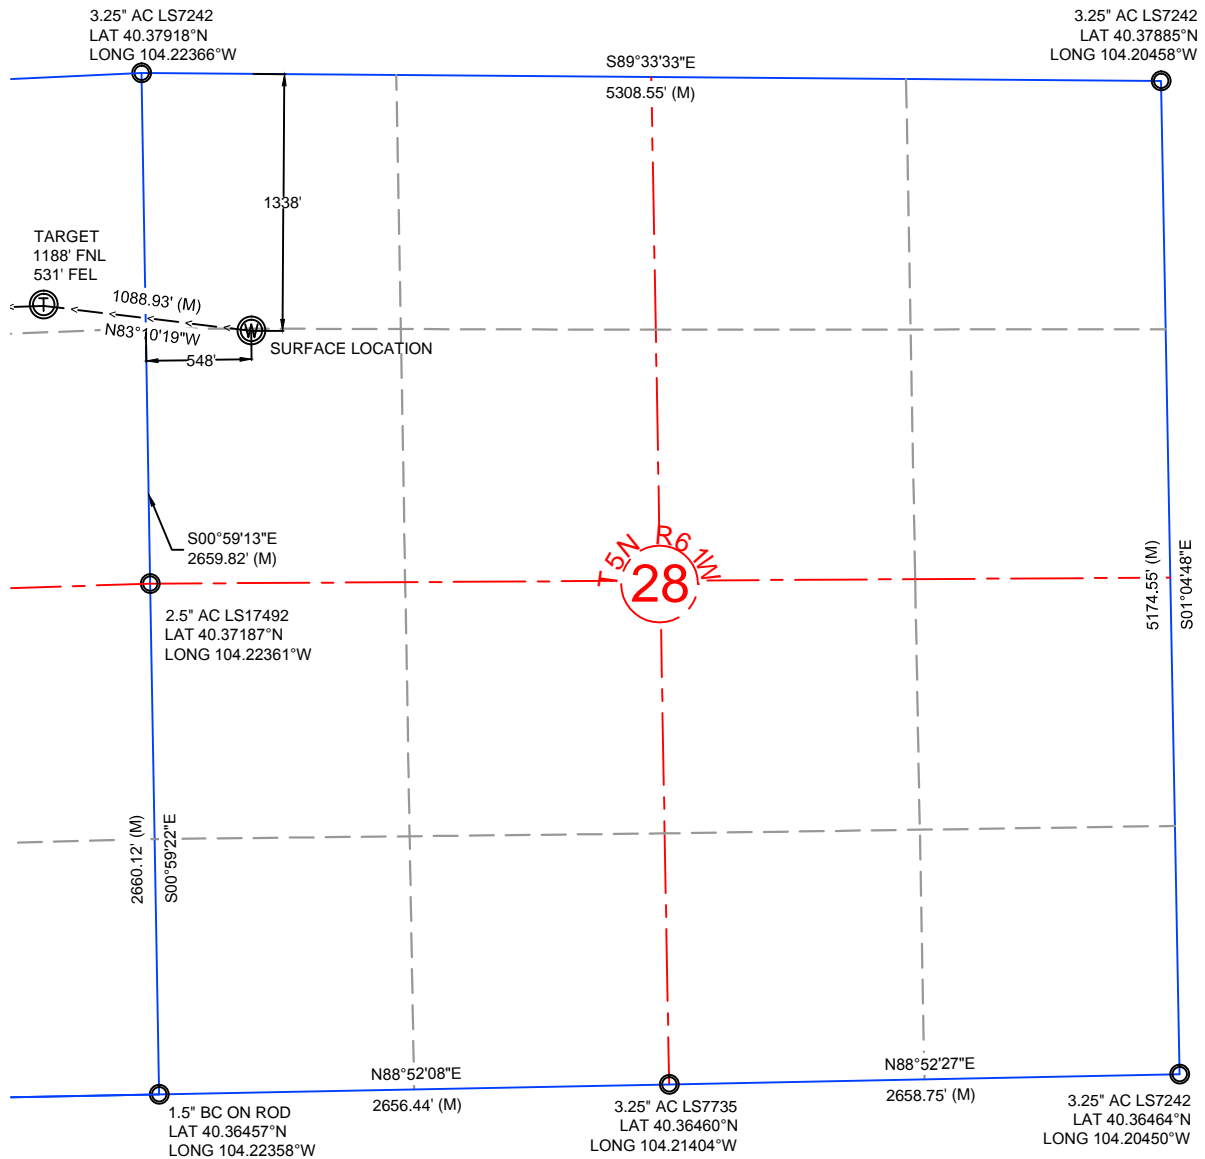 3.25" AC LS7242
LAT 40.37918°N
LONG 104.22366°W
3.25" AC LS7242
LAT 40.37885°N
LONG 104.20458°W
S89°33'33"E
5308.55' (M)
1338'
TARGET
1188' FNL
531' FEL
T
1088.93' (M)
N83°10'19"W
W
SURFACE LOCATION
548'
S00°59'13"E
2659.82' (M)
T5N R61W
28
5174.55' (M)
S01°04'48"E
2.5" AC LS17492
LAT 40.37187°N
LONG 104.22361°W
2660.12' (M)
S00°59'22"E
N88°52'08"E
2656.44' (M)
N88°52'27"E
2658.75' (M)
1.5" BC ON ROD
LAT 40.36457°N
LONG 104.22358°W
3.25" AC LS7735
LAT 40.36460°N
LONG 104.21404°W
3.25" AC LS7242
LAT 40.36464°N
LONG 104.20450°W